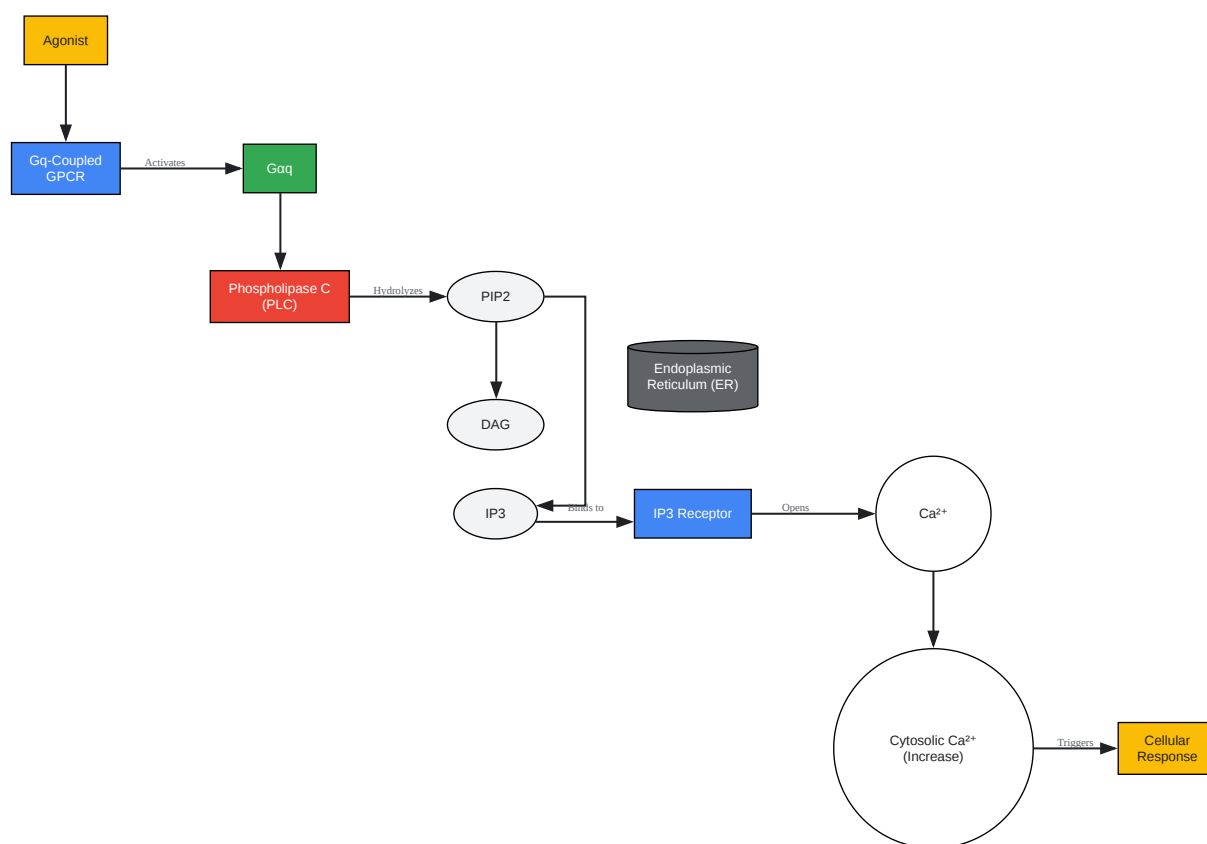 Agonist
Gq-Coupled
GPCR
Activates
Gαq
Phospholipase C
(PLC)
Hydrolyzes
PIP2
Endoplasmic
Reticulum (ER)
DAG
IP3
Binds to
IP3 Receptor
Opens
Ca²⁺
Cytosolic Ca²⁺
(Increase)
Triggers
Cellular
Response